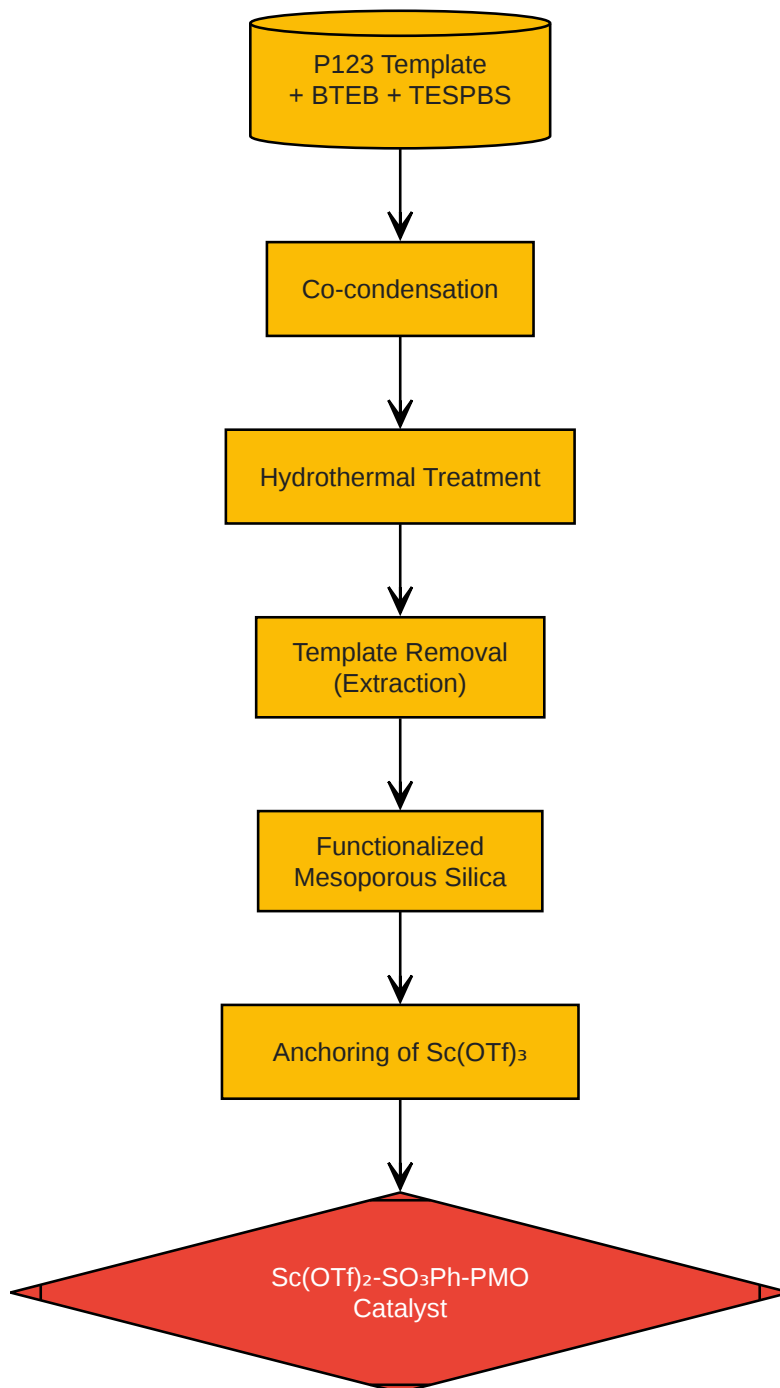 P123 Template
+ BTEB + TESPBS
Co-condensation
Hydrothermal Treatment
Template Removal
(Extraction)
Functionalized
Mesoporous Silica
Anchoring of Sc(OTf)₃
Sc(OTf)₂-SO₃Ph-PMO
Catalyst